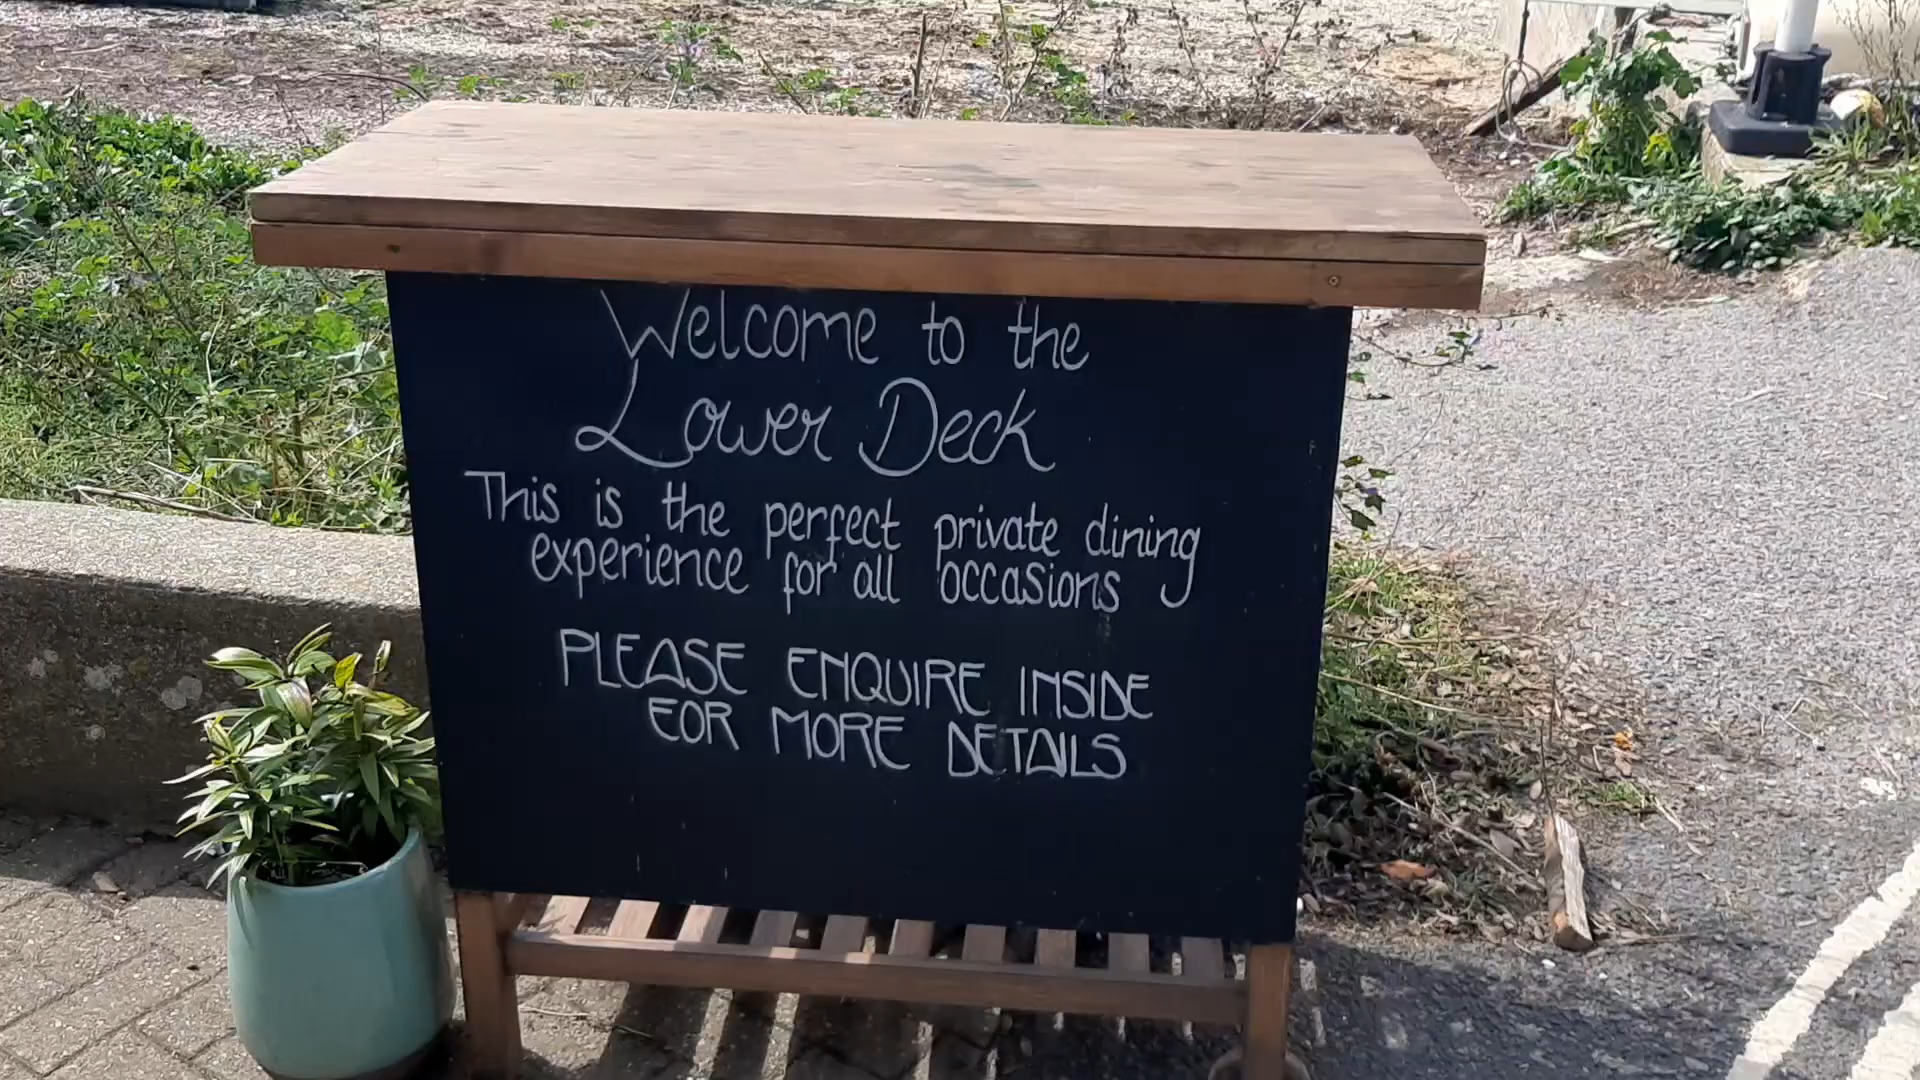 Welcome to the
Lower Deck
This is the perfect private dining
experience for all occasions
PLEASE ENQUIRE INSIDE
FOR MORE DETAILS